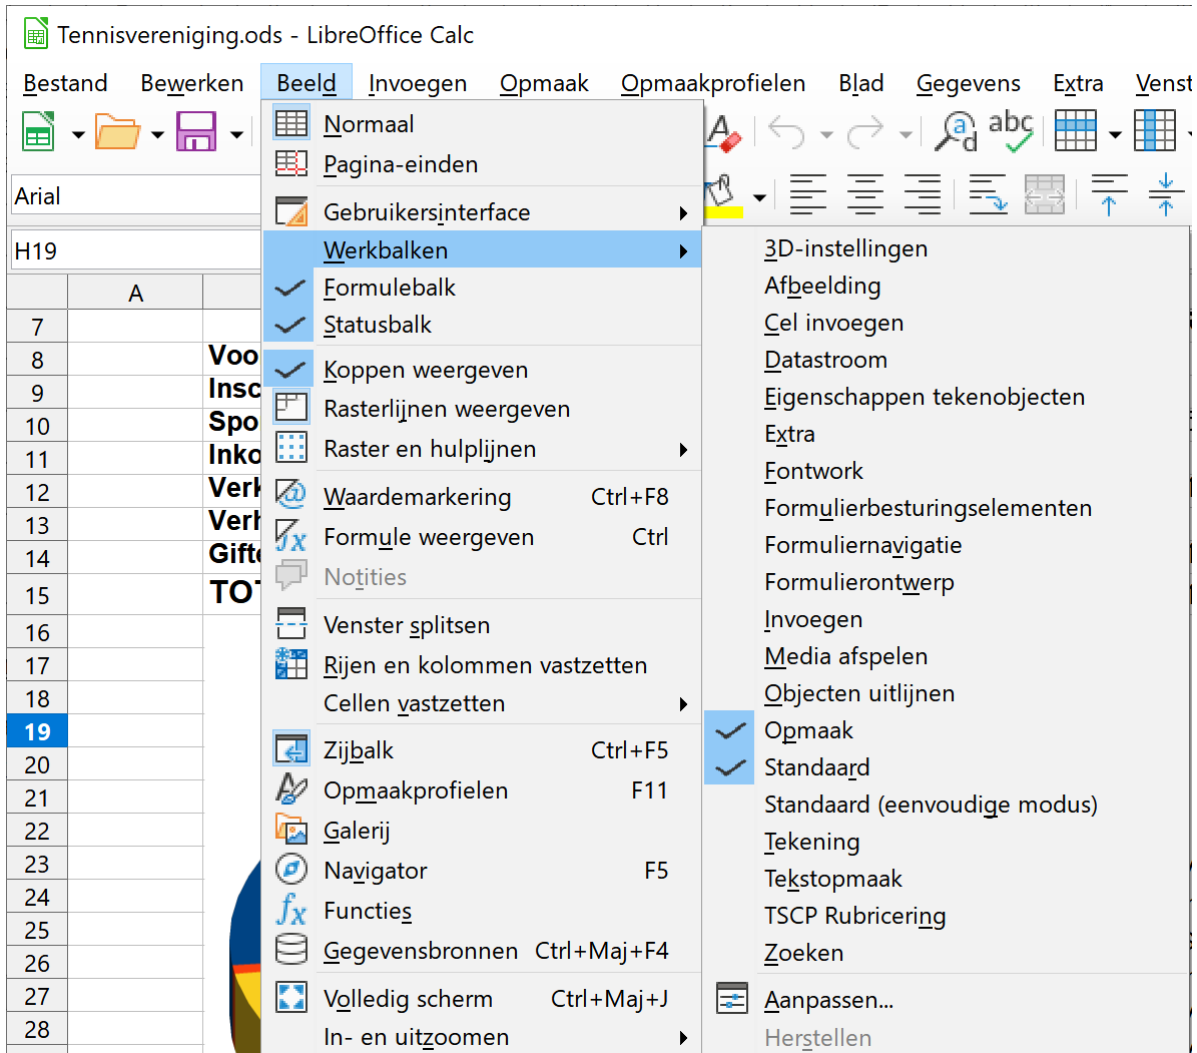 Tennisvereniging.ods - LibreOffice Calc
Bestand Bewerken Beeld Invoegen Opmaak Opmaakprofielen Blad Gegevens Extra Venst
Arial
H19
A
7
8 Voo
9 Insc
10 Spo
11 Inko
12 Verk
13 Verh
14 Gifte
15 TOT
16
17
18
19
20
21
22
23
24
25
26
27
28
Normaal
Pagina-einden
Gebruikersinterface
Werkbalken
Formulebalk
Statusbalk
Koppen weergeven
Rasterlijnen weergeven
Raster en hulplijnen
Waardemarkering Ctrl+F8
Formule weergeven Ctrl
Notities
Venster splitsen
Rijen en kolommen vastzetten
Cellen vastzetten
Zijbalk Ctrl+F5
Opmaakprofielen F11
Galerij
Navigator F5
Functies
Gegevensbronnen Ctrl+Maj+F4
Volledig scherm Ctrl+Maj+J
In- en uitzoomen
3D-instellingen
Afbeelding
Cel invoegen
Datastroom
Eigenschappen tekenobjecten
Extra
Fontwork
Formulierbesturingselementen
Formuliernavigatie
Formulierontwerp
Invoegen
Media afspelen
Objecten uitlijnen
Opmaak
Standaard
Standaard (eenvoudige modus)
Tekening
Tekstopmaak
TSCP Rubricering
Zoeken
Aanpassen...
Herstellen